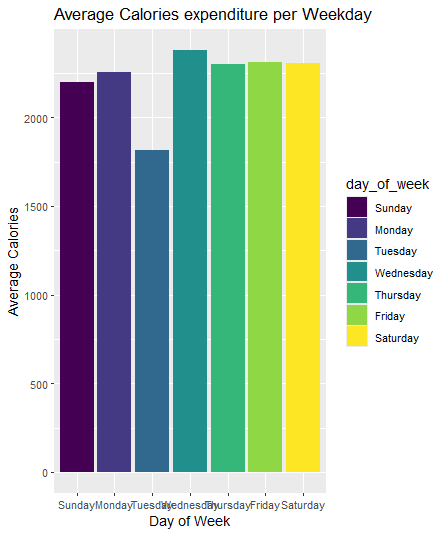 Average Calories expenditure per Weekday
2000
1500
1000
500
0
Average Calories
Sunday Monday Tuesday Wednesday Thursday Friday Saturday
Day of Week
day_of_week
Sunday
Monday
Tuesday
Wednesday
Thursday
Friday
Saturday